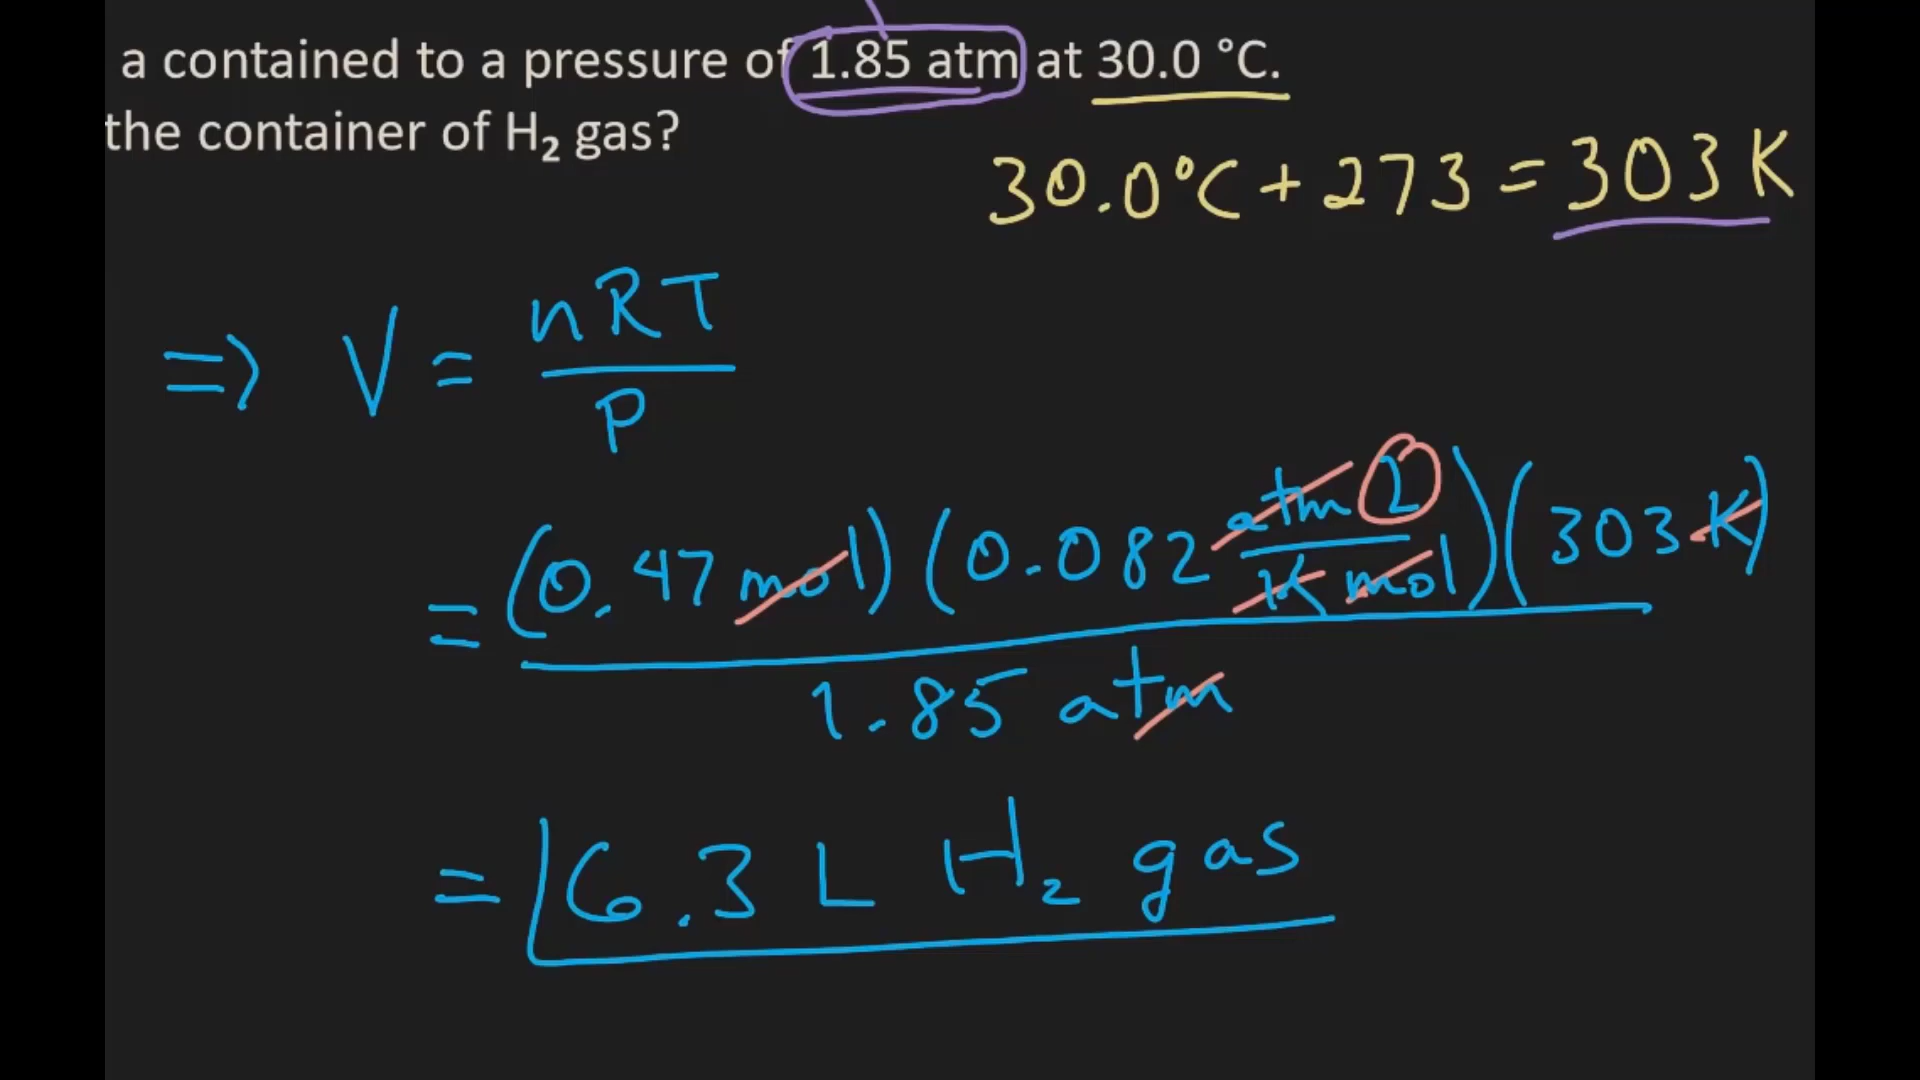 a contained to a pressure of 1.85 atm at 30.0 °C.
the container of H₂ gas?
30.0°C + 273 = 303 K
=> V = nRT / P
= (0.47 mol) (0.082 atm L / K mol) (303 K) / 1.85 atm
= 6.3 L H₂ gas